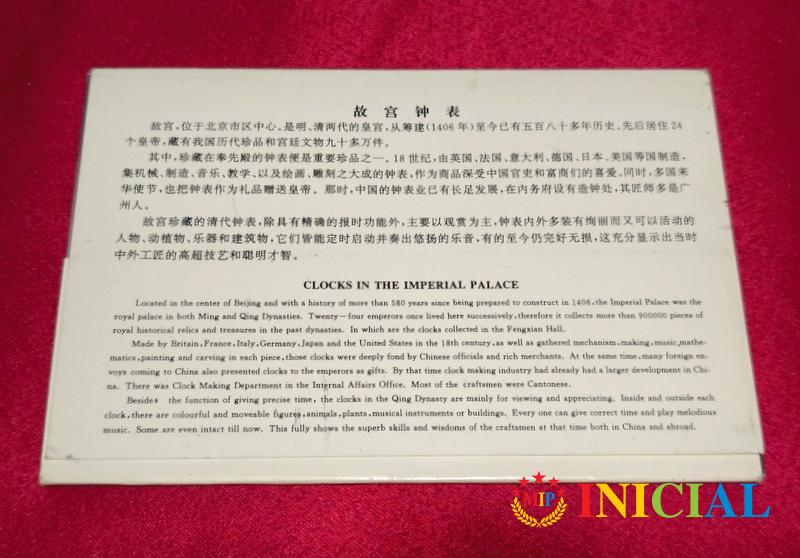 故宫钟表
故宫,位于北京市区中心。是明、清两代的皇宫,从筹建(1406年)至今已有五百八十多年历史。先后居住24
个皇帝,藏有我国历代珍品和宫廷文物九十多万件。
其中,珍藏在奉先殿的钟表便是重要珍品之一。18世纪,由英国、法国、意大利、德国、日本、美国等国制造,
集机械、制造、音乐、教学、以及绘画、雕刻之大成的钟表,作为商品深受中国官吏和富商们的喜爱。同时,多国来
华使节,也把钟表作为礼品赠送皇帝。那时,中国的钟表业已有长足发展,在内务府设有造钟处,其匠师多是广
州人。
故宫珍藏的清代钟表,除具有精确的报时功能外,主要以观赏为主,钟表内外多装有绚丽而又可以活动的
人物、动植物、乐器和建筑物,它们皆能定时启动并奏出悠扬的乐音,有的至今仍完好无损,这充分显示出当时
中外工匠的高超技艺和聪明才智。
CLOCKS IN THE IMPERIAL PALACE
Located in the center of Beijing and with a history of more than 580 years since being prepared to construct in 1406, the Imperial Palace was the
royal palace in both Ming and Qing Dynasties. Twenty—four emperors once lived here successively, therefore it collects more than 900000 pieces of
royal historical relics and treasures in the past dynasties. In which are the clocks collected in the Fengxian Hall.
Made by Britain, France, Italy, Germany, Japan and the United States in the 18th century, as well as gathered mechanism, making, music, mathe-
matics, painting and carving in each piece, those clocks were deeply fond by Chinese officials and rich merchants. At the same time, many foreign en-
voys coming to China also presented clocks to the emperors as gifts. By that time clock making industry had already had a larger development in Chi-
na. There was Clock Making Department in the Internal Affairs Office. Most of the craftsmen were Cantonese.
Besides the function of giving precise time, the clocks in the Qing Dynasty are mainly for viewing and appreciating. Inside and outside each
clock, there are colourful and moveable figures, animals, plants, musical instruments or buildings. Every one can give correct time and play melodious
music. Some are even intact till now. This fully shows the superb skills and wisdoms of the craftsmen at that time both in China and abroad.
MIP INICIAL